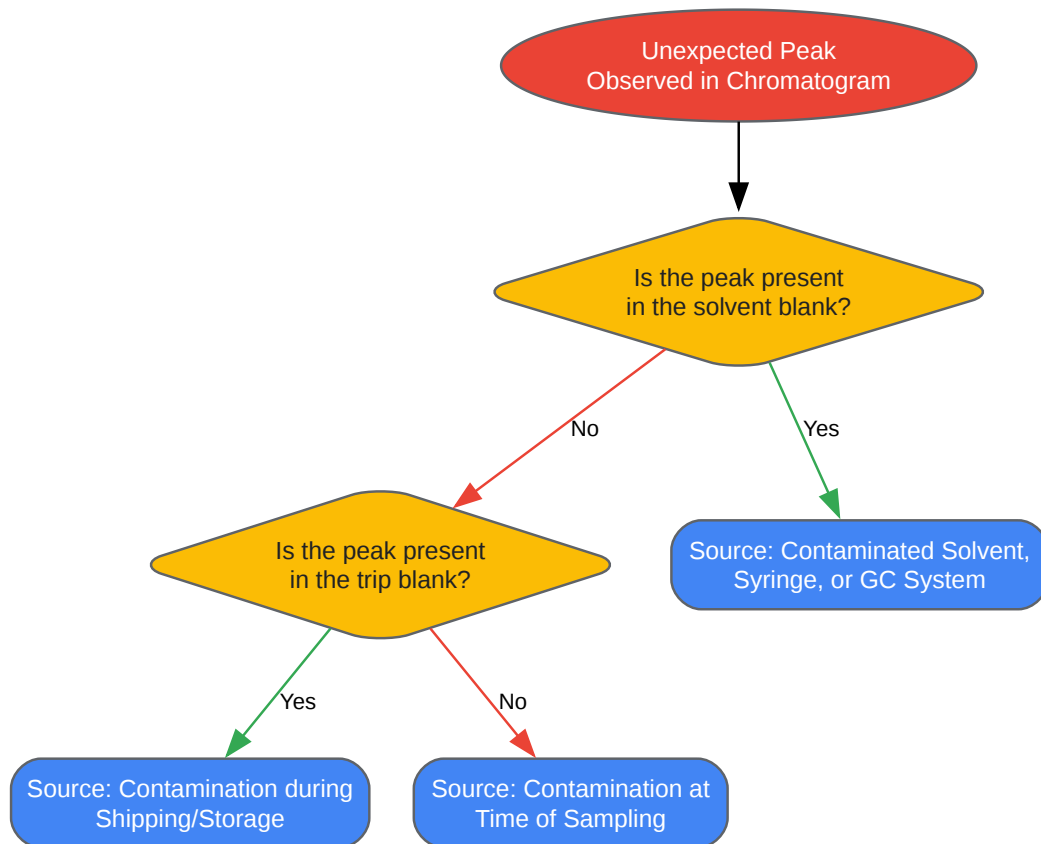 Unexpected Peak
Observed in Chromatogram
Is the peak present
in the solvent blank?
No
Yes
Is the peak present
in the trip blank?
Source: Contaminated Solvent,
Syringe, or GC System
Yes
No
Source: Contamination during
Shipping/Storage
Source: Contamination at
Time of Sampling